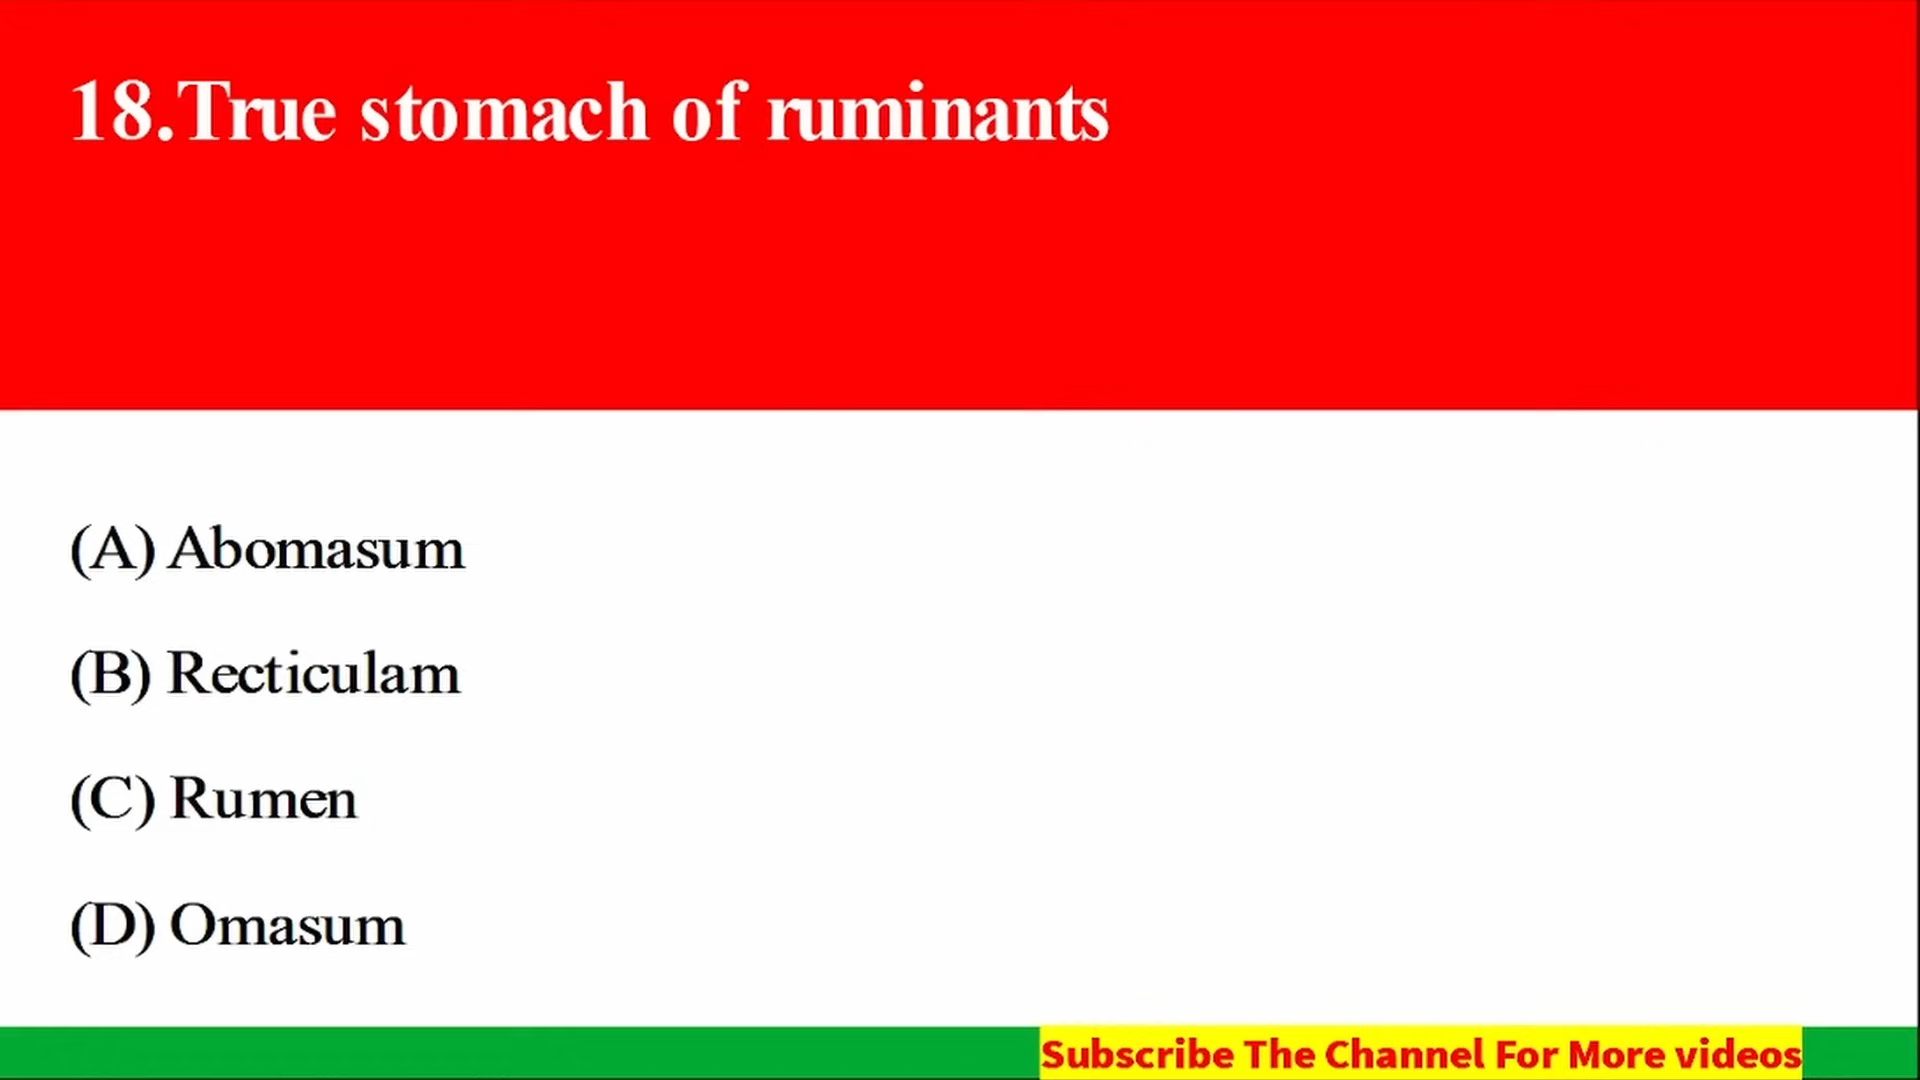 18.True stomach of ruminants
(A) Abomasum
(B) Recticulam
(C) Rumen
(D) Omasum
Subscribe The Channel For More videos